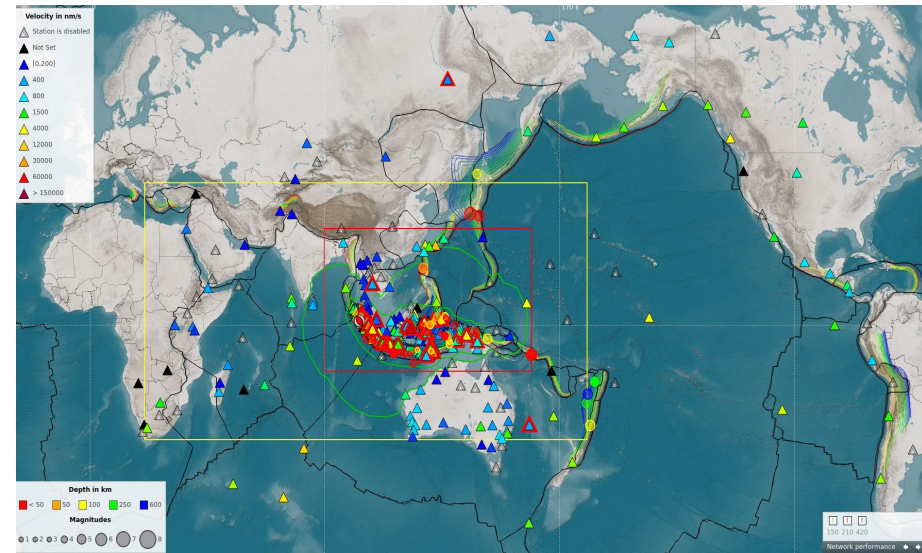 Velocity in nm/s
Station is disabled
Not Set
[0,200]
400
800
1500
4000
12000
30000
60000
> 150000
170 E
Depth in km
< 50
50
100
250
600
Magnitudes
1 2 3 4 5 6 7 8
150 210 420
Network performance